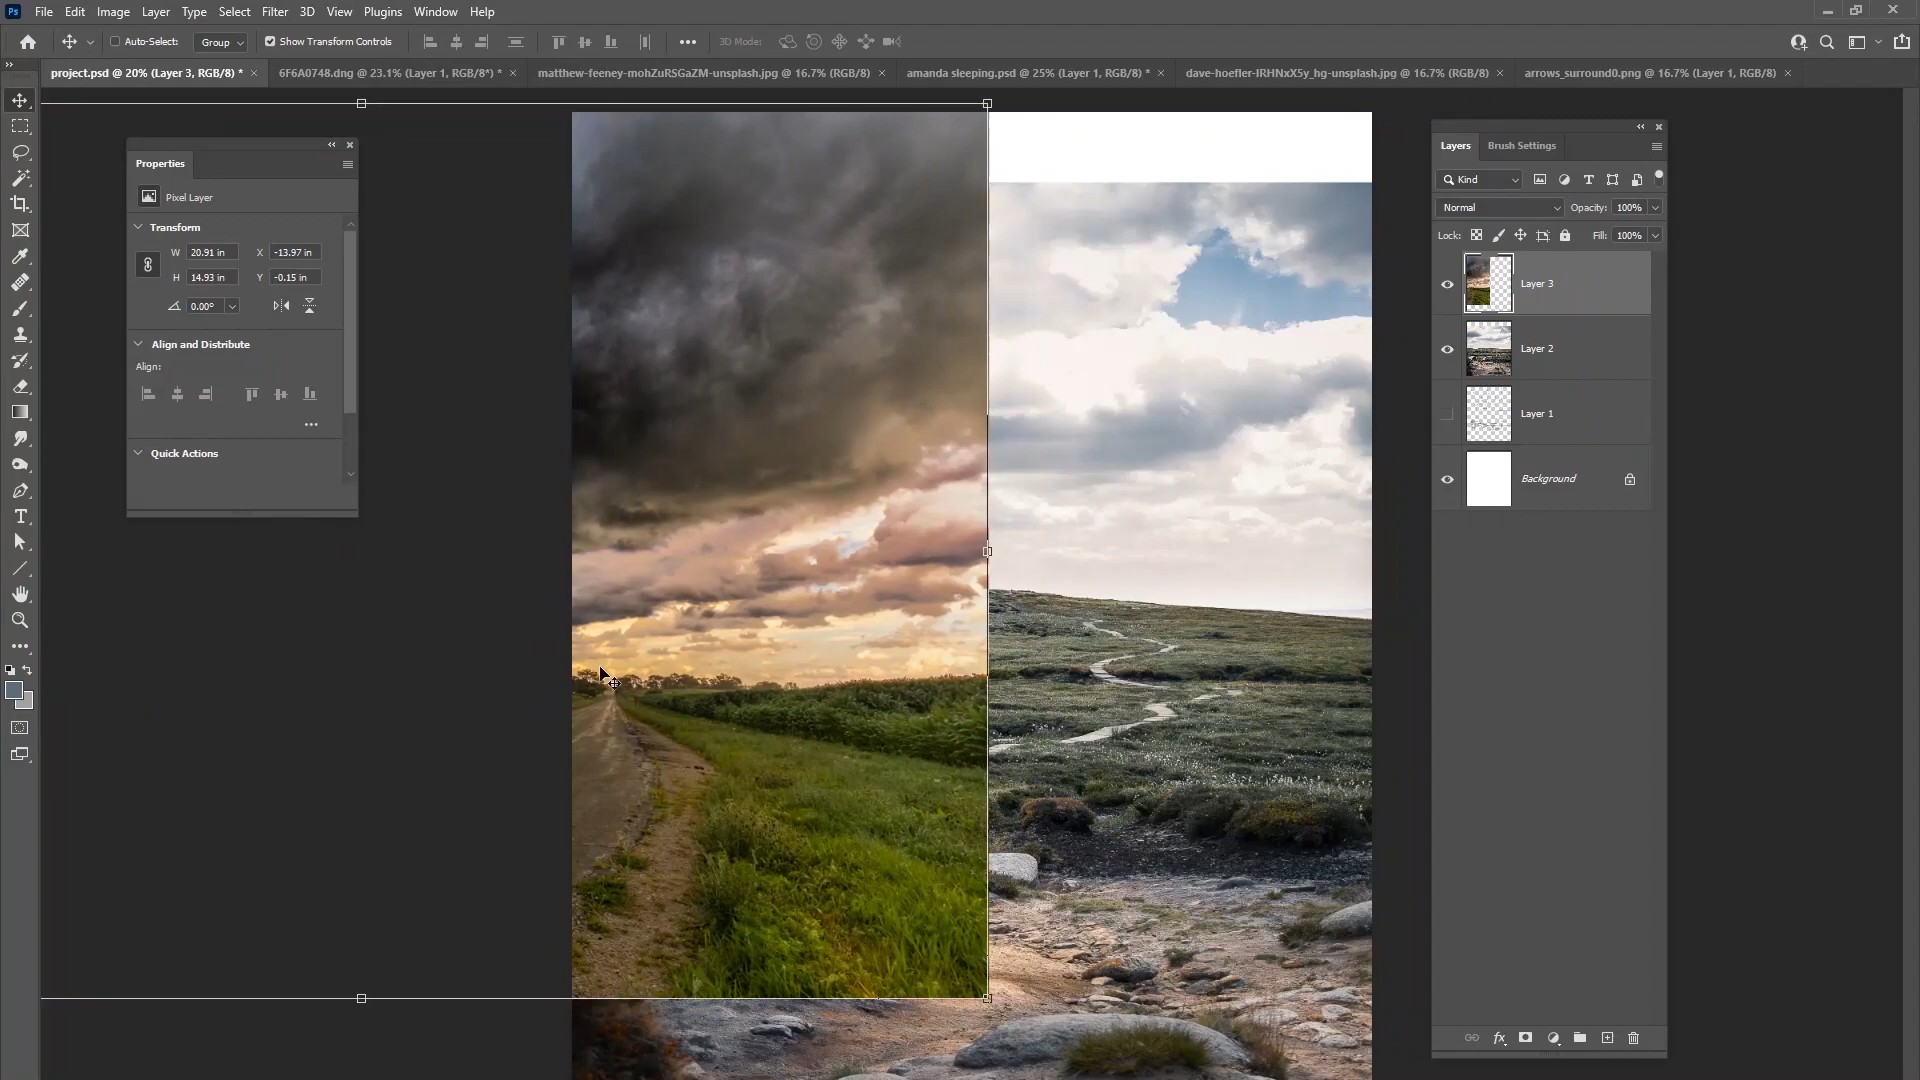 Ps File Edit Image Layer Type Select Filter 3D View Plugins Window Help
Auto-Select: Group Show Transform Controls 3D Mode:
project.psd @ 20% (Layer 3, RGB/8) * 6F6A0748.dng @ 23.1% (Layer 1, RGB/8*) * matthew-feeney-mohZuRSGaZM-unsplash.jpg @ 16.7% (RGB/8) amanda sleeping.psd @ 25% (Layer 1, RGB/8) * dave-hoefler-IRHNxX5y_hg-unsplash.jpg @ 16.7% (RGB/8) arrows_surround0.png @ 16.7% (Layer 1, RGB/8)
Properties
Pixel Layer
Transform
W 20.91 in X -13.97 in
H 14.93 in Y -0.15 in
0.00°
Align and Distribute
Align:
Quick Actions
Layers Brush Settings
Kind
Normal Opacity: 100%
Lock: Fill: 100%
Layer 3
Layer 2
Layer 1
Background
fx